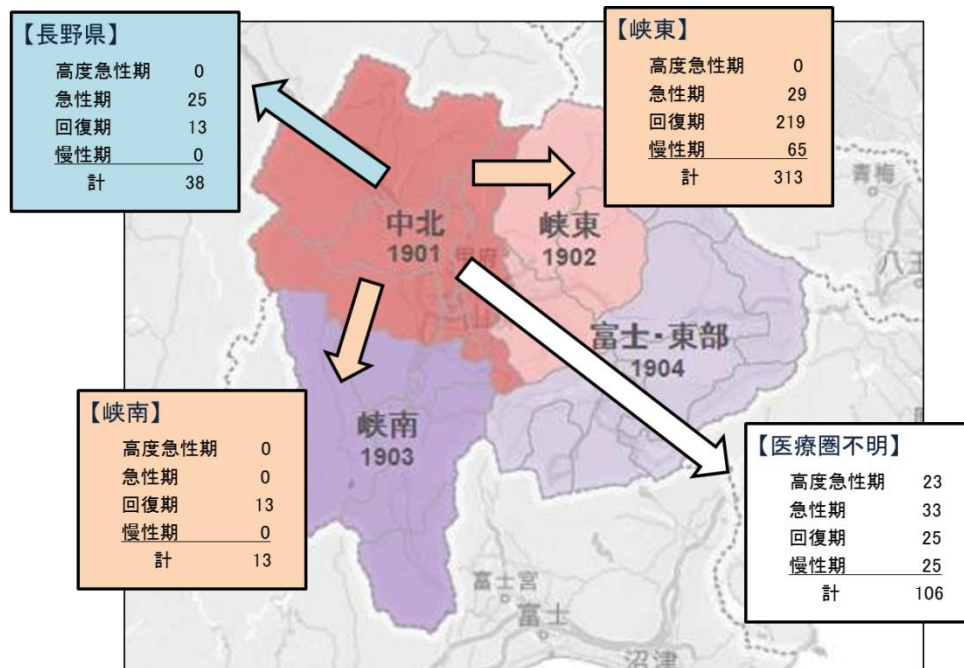 【長野県】
高度急性期 0
急性期 25
回復期 13
慢性期 0
計 38
【峡東】
高度急性期 0
急性期 29
回復期 219
慢性期 65
計 313
青梅
中北
1901
峡東
1902
甲府
八王
富士・東部
1904
【峡南】
高度急性期 0
急性期 0
回復期 13
慢性期 0
計 13
峡南
1903
【医療圏不明】
高度急性期 23
急性期 33
回復期 25
慢性期 25
計 106
富士宮
富士
沼津